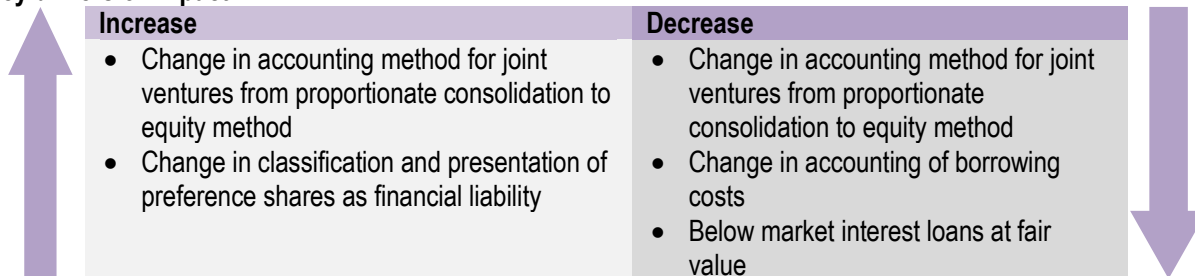 Increase
• Change in accounting method for joint
ventures from proportionate consolidation to
equity method
• Change in classification and presentation of
preference shares as financial liability
Decrease
• Change in accounting method for joint
ventures from proportionate
consolidation to equity method
• Change in accounting of borrowing
costs
• Below market interest loans at fair
value